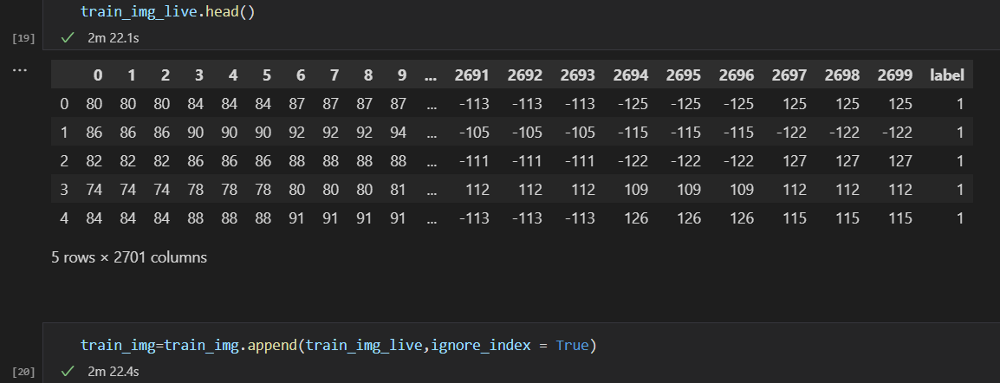 train_img_live.head()
[19] ✓ 2m 22.1s
...
0 1 2 3 4 5 6 7 8 9 ... 2691 2692 2693 2694 2695 2696 2697 2698 2699 label
0 80 80 80 84 84 84 87 87 87 87 ... -113 -113 -113 -125 -125 -125 125 125 125 1
1 86 86 86 90 90 90 92 92 92 94 ... -105 -105 -105 -115 -115 -115 -122 -122 -122 1
2 82 82 82 86 86 86 88 88 88 88 ... -111 -111 -111 -122 -122 -122 127 127 127 1
3 74 74 74 78 78 78 80 80 80 81 ... 112 112 112 109 109 109 112 112 112 1
4 84 84 84 88 88 88 91 91 91 91 ... -113 -113 -113 126 126 126 115 115 115 1
5 rows × 2701 columns
train_img=train_img.append(train_img_live,ignore_index = True)
[20] ✓ 2m 22.4s